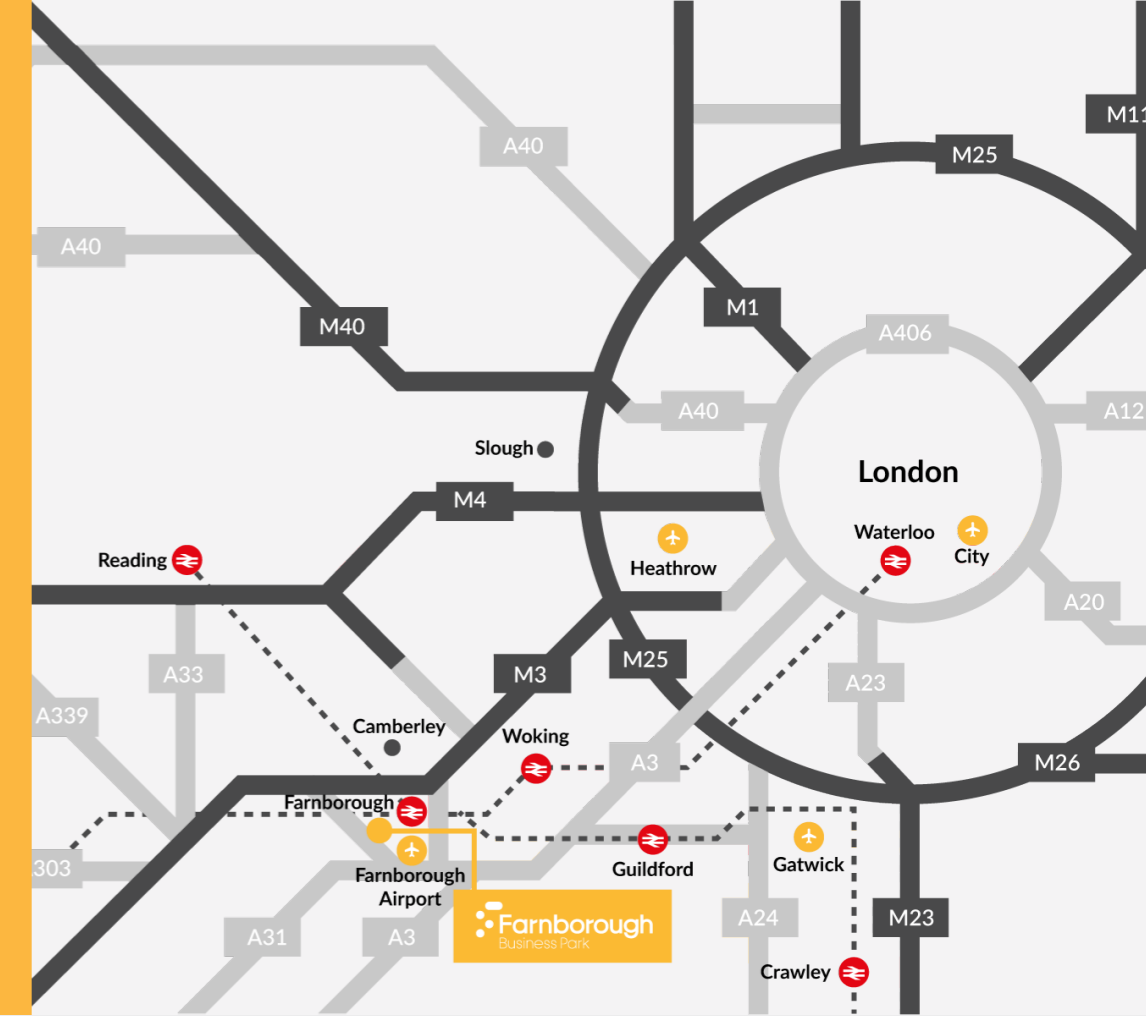 M11
A40
M25
A40
M1
M40
A406
A40
A12
Slough
London
M4
Waterloo
City
Reading
Heathrow
A20
M25
M3
A33
A23
A339
Camberley
Woking
A3
M26
Farnborough
Gatwick
Guildford
303
Farnborough
Airport
Farnborough
Business Park
A31
A3
A24
M23
Crawley